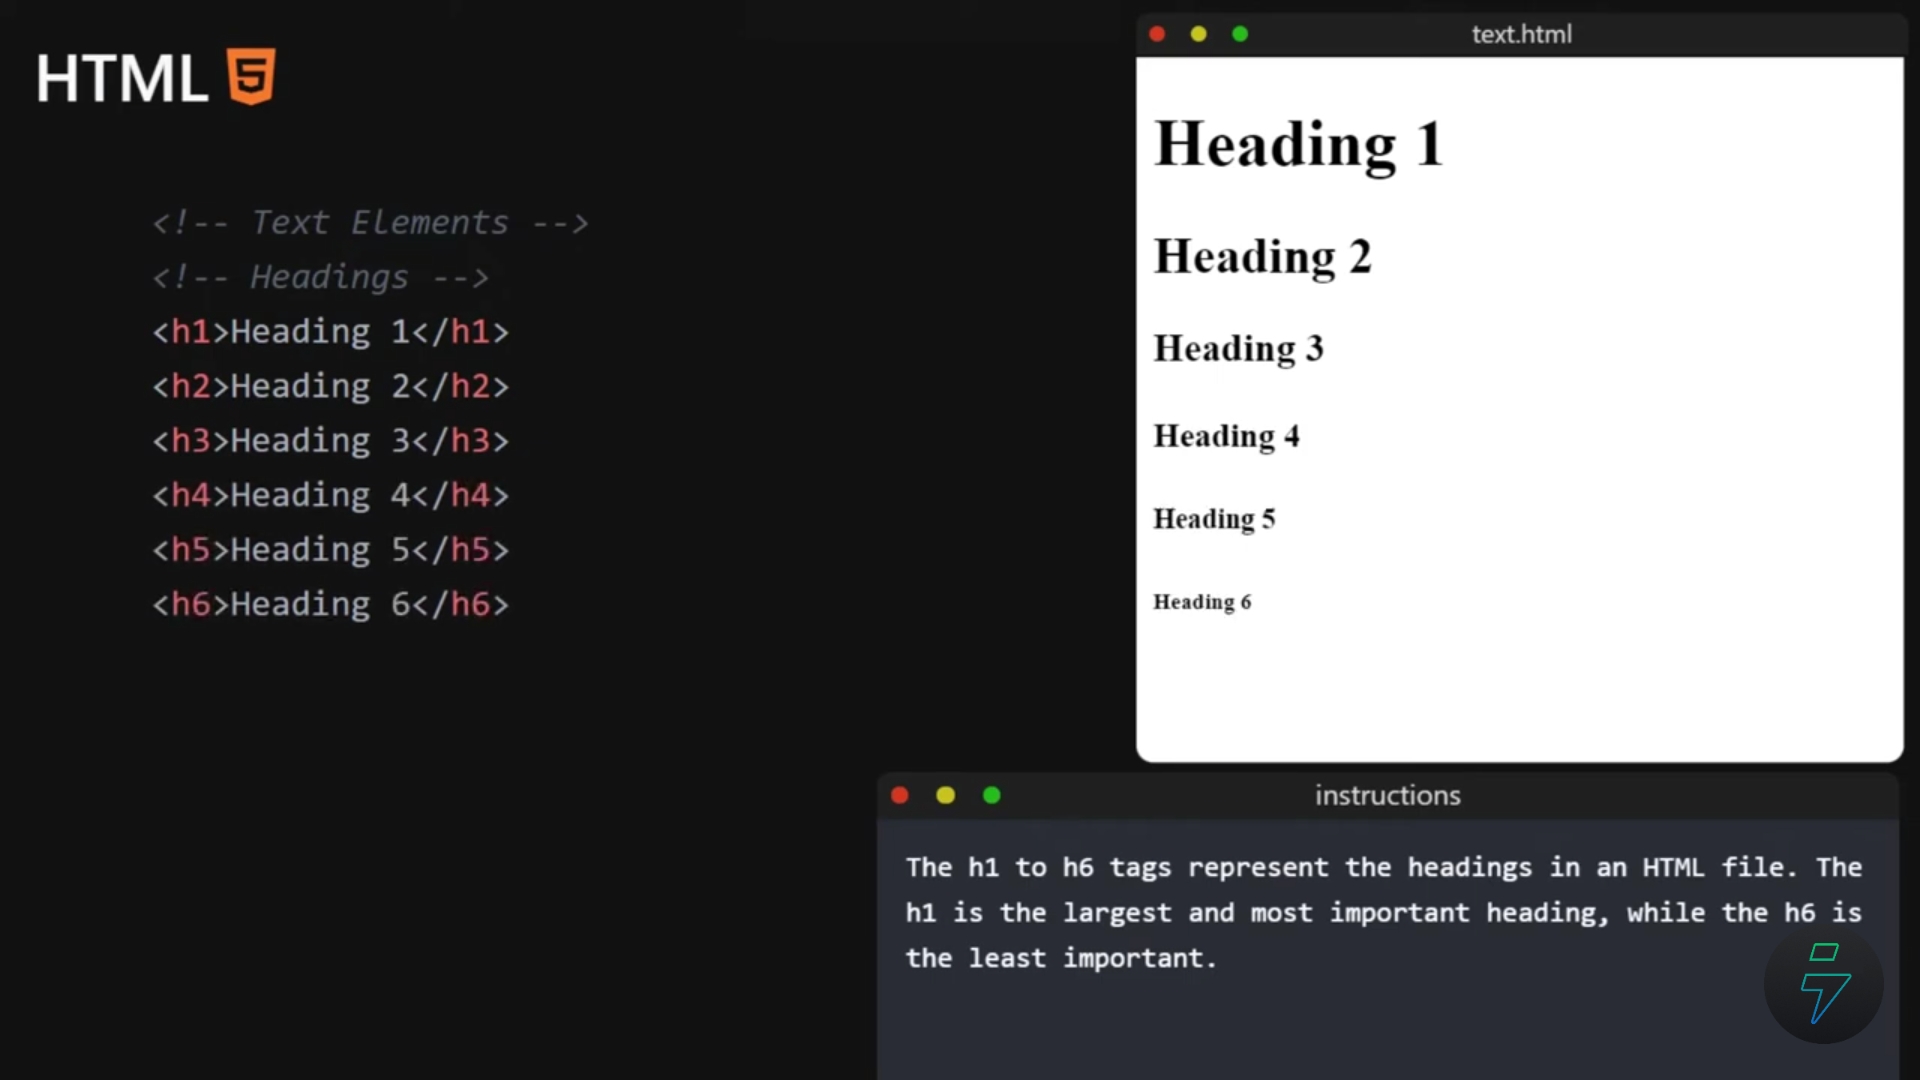 HTML 5
<!-- Text Elements -->
<!-- Headings -->
<h1>Heading 1</h1>
<h2>Heading 2</h2>
<h3>Heading 3</h3>
<h4>Heading 4</h4>
<h5>Heading 5</h5>
<h6>Heading 6</h6>
text.html
Heading 1
Heading 2
Heading 3
Heading 4
Heading 5
Heading 6
instructions
The h1 to h6 tags represent the headings in an HTML file. The
h1 is the largest and most important heading, while the h6 is
the least important.